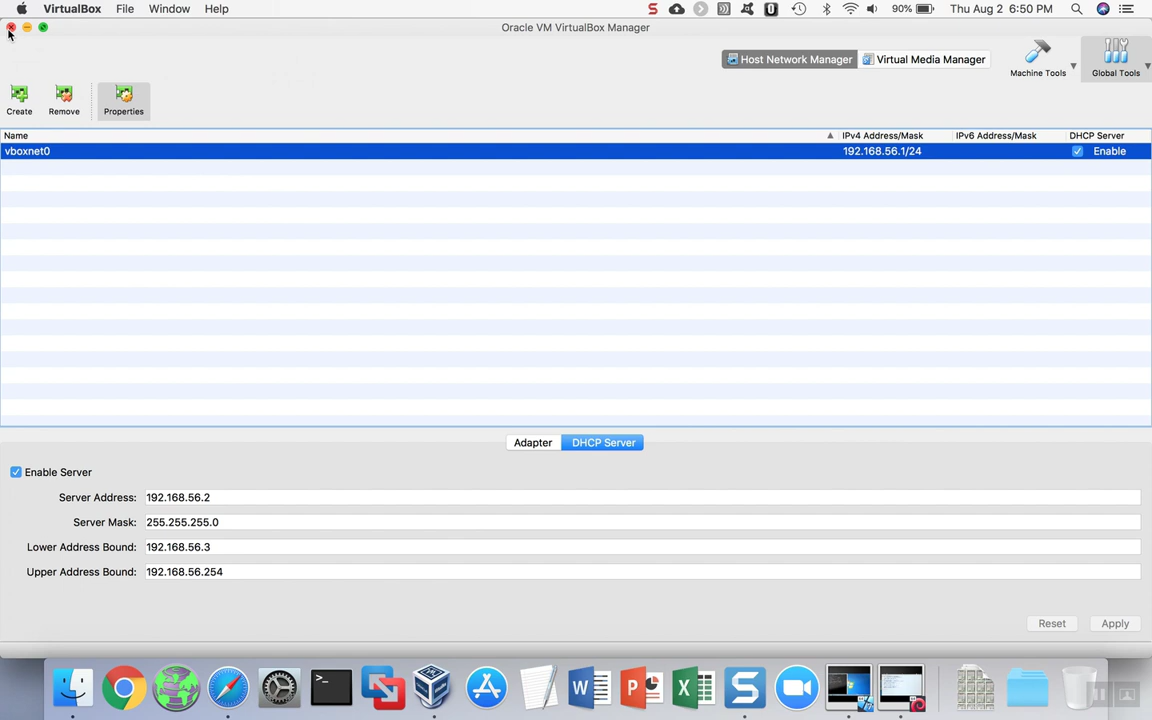 VirtualBox File Window Help 90% Thu Aug 2 6:50 PM
Oracle VM VirtualBox Manager
Host Network Manager Virtual Media Manager Machine Tools Global Tools
Create Remove Properties
Name IPv4 Address/Mask IPv6 Address/Mask DHCP Server
vboxnet0 192.168.56.1/24 Enable
Adapter DHCP Server
Enable Server
Server Address: 192.168.56.2
Server Mask: 255.255.255.0
Lower Address Bound: 192.168.56.3
Upper Address Bound: 192.168.56.254
Reset Apply